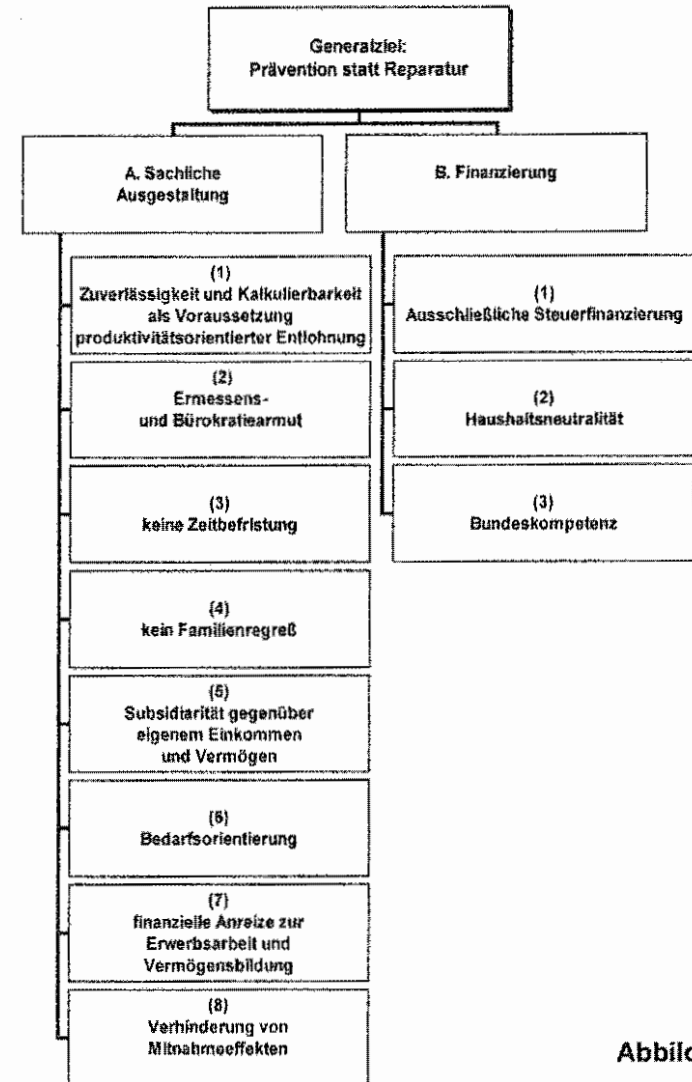 Generalziel:
Prävention statt Reparatur
A. Sachliche
Ausgestaltung
B. Finanzierung
(1)
Zuverlässigkeit und Kalkulierbarkeit
als Voraussetzung
produktivitätsorientierter Entlohnung
(2)
Ermessens-
und Bürokratiearmut
(3)
keine Zeitbefristung
(4)
kein Familienregreß
(5)
Subsidiarität gegenüber
eigenem Einkommen
und Vermögen
(6)
Bedarfsorientierung
(7)
finanzielle Anreize zur
Erwerbsarbeit und
Vermögensbildung
(8)
Verhinderung von
Mitnahmeeffekten
(1)
Ausschließliche Steuerfinanzierung
(2)
Haushaltsneutralität
(3)
Bundeskompetenz